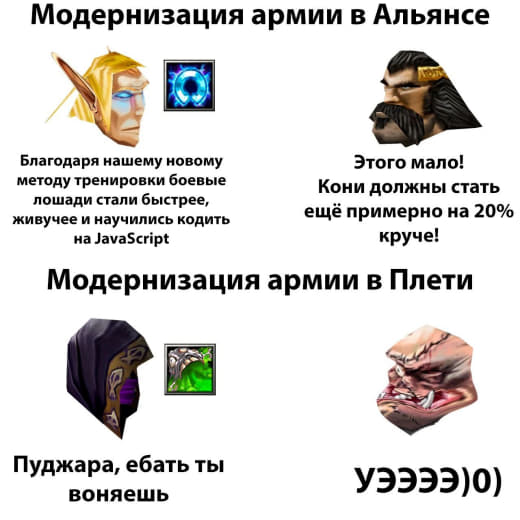 Модернизация армии в Альянсе
Благодаря нашему новому
методу тренировки боевые
лошади стали быстрее,
живучее и научились кодить
на JavaScript
Этого мало!
Кони должны стать
ещё примерно на 20%
круче!
Модернизация армии в Плети
Пуджара, ебать ты
воняешь
УЭЭЭЭ)0)